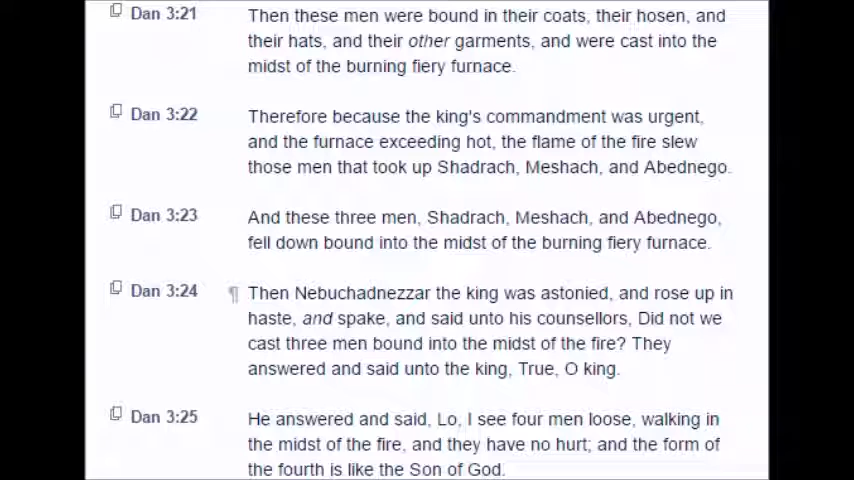 Dan 3:21 Then these men were bound in their coats, their hosen, and
their hats, and their other garments, and were cast into the
midst of the burning fiery furnace.
Dan 3:22 Therefore because the king's commandment was urgent,
and the furnace exceeding hot, the flame of the fire slew
those men that took up Shadrach, Meshach, and Abednego.
Dan 3:23 And these three men, Shadrach, Meshach, and Abednego,
fell down bound into the midst of the burning fiery furnace.
Dan 3:24 ¶ Then Nebuchadnezzar the king was astonied, and rose up in
haste, and spake, and said unto his counsellors, Did not we
cast three men bound into the midst of the fire? They
answered and said unto the king, True, O king.
Dan 3:25 He answered and said, Lo, I see four men loose, walking in
the midst of the fire, and they have no hurt; and the form of
the fourth is like the Son of God.